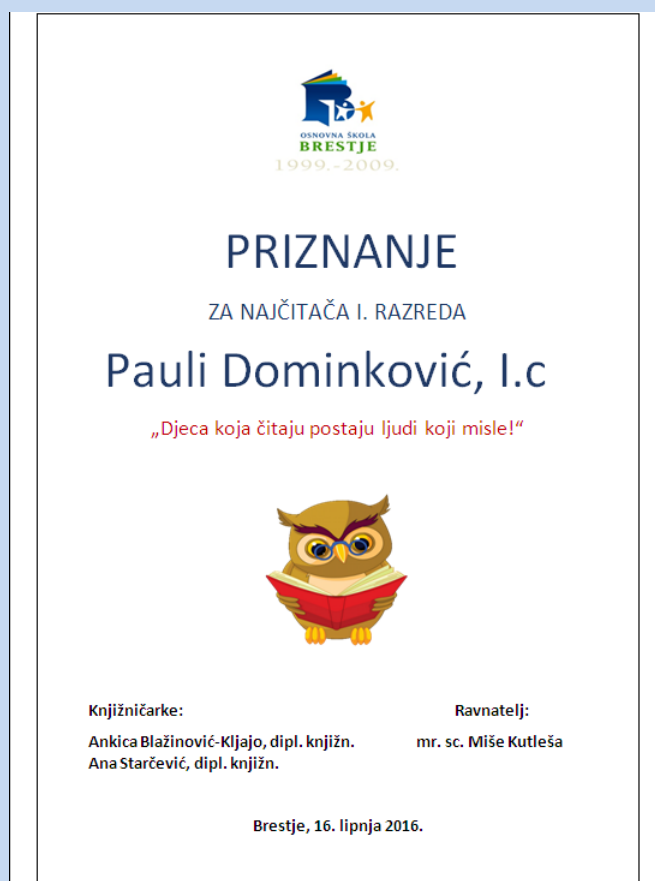 OSNOVNA ŠKOLA
BRESTJE
1999.-2009.
PRIZNANJE
ZA NAJČITAČA I. RAZREDA
Pauli Dominković, I.c
„Djeca koja čitaju postaju ljudi koji misle!“
Knjižničarke: Ravnatelj:
Ankica Blažinović-Kljajo, dipl. knjižn. mr. sc. Miše Kutleša
Ana Starčević, dipl. knjižn.
Brestje, 16. lipnja 2016.